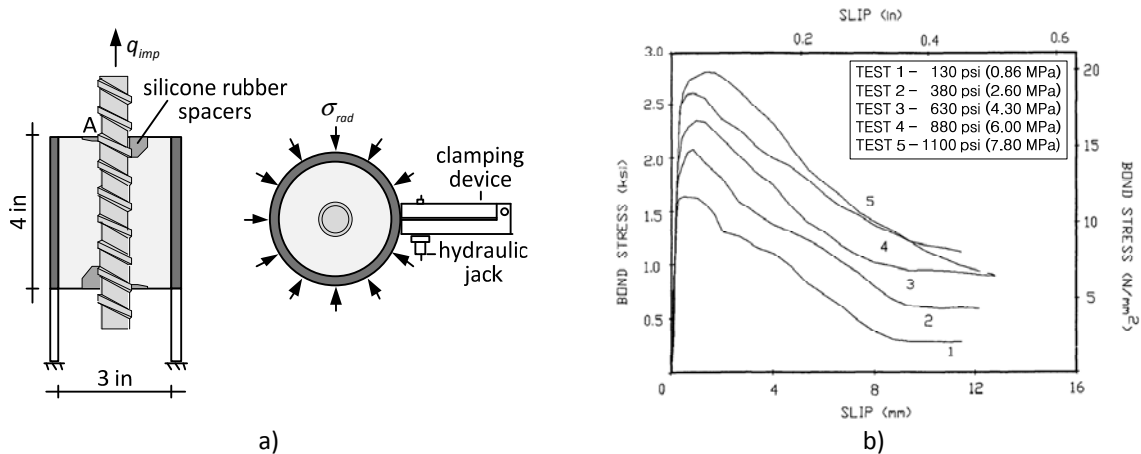 q_imp
silicone rubber
spacers
A
4 in
3 in
σ_rad
clamping
device
hydraulic
jack
a)
SLIP (in)
0.2
0.4
0.6
3.0
2.5
2.0
1.5
1.0
0.5
0
BOND STRESS (ksi)
TEST 1 – 130 psi (0.86 MPa)
TEST 2 – 380 psi (2.60 MPa)
TEST 3 – 630 psi (4.30 MPa)
TEST 4 – 880 psi (6.00 MPa)
TEST 5 – 1100 psi (7.80 MPa)
5
4
3
2
1
20
15
10
5
BOND STRESS (N/mm²)
0
4
8
12
16
SLIP (mm)
b)